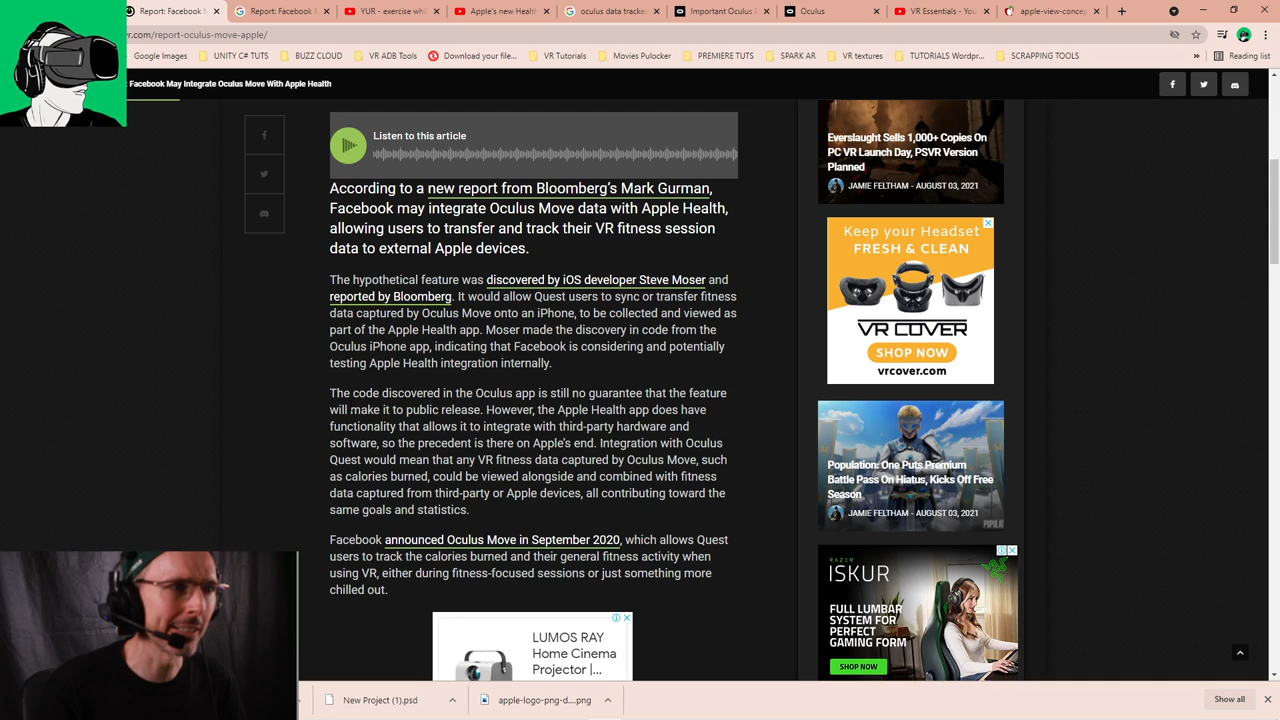 Report: Facebook M
Report: Facebook M
YUR - exercise whil
Apple's new Health
oculus data tracke
Important Oculus P
Oculus
VR Essentials - You
apple-view-concep
r.com/report-oculus-move-apple/
Google Images
UNITY C# TUTS
BUZZ CLOUD
VR ADB Tools
Download your file...
VR Tutorials
Movies Pulocker
PREMIERE TUTS
SPARK AR
VR textures
TUTORIALS Wordpr...
SCRAPPING TOOLS
»
Reading list
Facebook May Integrate Oculus Move With Apple Health
Listen to this article
According to a new report from Bloomberg's Mark Gurman,
Facebook may integrate Oculus Move data with Apple Health,
allowing users to transfer and track their VR fitness session
data to external Apple devices.
The hypothetical feature was discovered by iOS developer Steve Moser and
reported by Bloomberg. It would allow Quest users to sync or transfer fitness
data captured by Oculus Move onto an iPhone, to be collected and viewed as
part of the Apple Health app. Moser made the discovery in code from the
Oculus iPhone app, indicating that Facebook is considering and potentially
testing Apple Health integration internally.
The code discovered in the Oculus app is still no guarantee that the feature
will make it to public release. However, the Apple Health app does have
functionality that allows it to integrate with third-party hardware and
software, so the precedent is there on Apple's end. Integration with Oculus
Quest would mean that any VR fitness data captured by Oculus Move, such
as calories burned, could be viewed alongside and combined with fitness
data captured from third-party or Apple devices, all contributing toward the
same goals and statistics.
Facebook announced Oculus Move in September 2020, which allows Quest
users to track the calories burned and their general fitness activity when
using VR, either during fitness-focused sessions or just something more
chilled out.
LUMOS RAY
Home Cinema
Projector |...
Everslaught Sells 1,000+ Copies On
PC VR Launch Day, PSVR Version
Planned
JAMIE FELTHAM - AUGUST 03, 2021
Keep your Headset
FRESH & CLEAN
VR COVER
SHOP NOW
vrcover.com
Population: One Puts Premium
Battle Pass On Hiatus, Kicks Off Free
Season
JAMIE FELTHAM - AUGUST 03, 2021
RAZER
ISKUR
FULL LUMBAR
SYSTEM FOR
PERFECT
GAMING FORM
SHOP NOW
New Project (1).psd
apple-logo-png-d....png
Show all